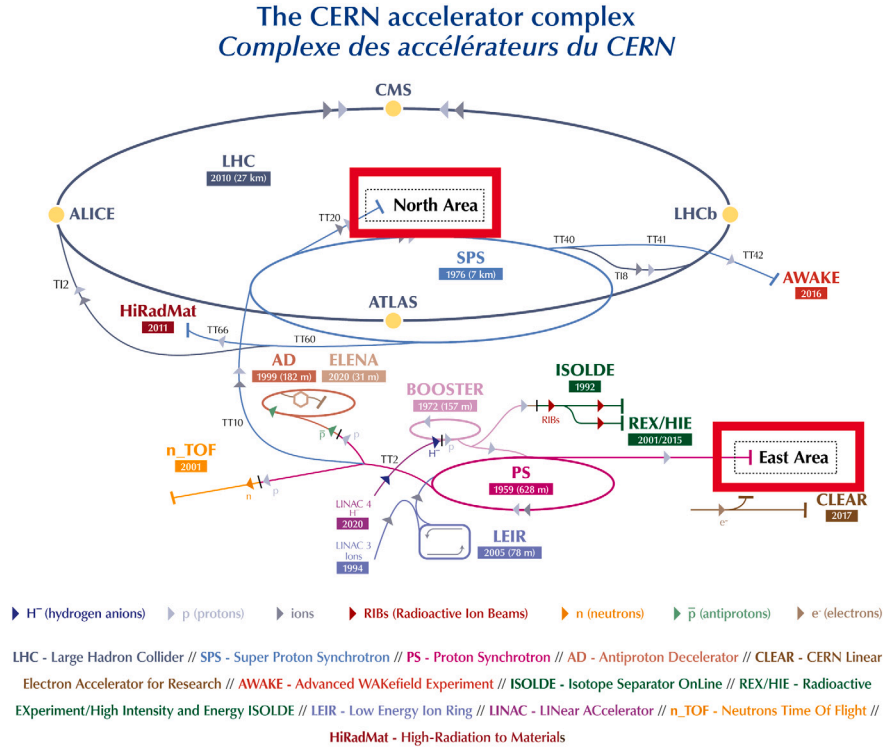 The CERN accelerator complex
Complexe des accélérateurs du CERN
CMS
LHC
2010 (27 km)
North Area
TT20
ALICE
LHCb
TT40
TT41
TT42
SPS
1976 (7 km)
TI8
TI2
AWAKE
2016
ATLAS
HiRadMat
2011
TT66
TT60
AD
1999 (182 m)
ELENA
2020 (31 m)
ISOLDE
1992
BOOSTER
1972 (157 m)
RIBs
REX/HIE
2001/2015
TT10
p
p
H⁻
p
n_TOF
2001
TT2
East Area
PS
1959 (628 m)
n
p
LINAC 4
H⁻
2020
CLEAR
2017
e⁻
LEIR
2005 (78 m)
LINAC 3
Ions
1994
H⁻ (hydrogen anions) p (protons) ions RIBs (Radioactive Ion Beams) n (neutrons) p̅ (antiprotons) e⁻ (electrons)
LHC - Large Hadron Collider // SPS - Super Proton Synchrotron // PS - Proton Synchrotron // AD - Antiproton Decelerator // CLEAR - CERN Linear
Electron Accelerator for Research // AWAKE - Advanced WAKefield Experiment // ISOLDE - Isotope Separator OnLine // REX/HIE - Radioactive
EXperiment/High Intensity and Energy ISOLDE // LEIR - Low Energy Ion Ring // LINAC - LINear ACcelerator // n_TOF - Neutrons Time Of Flight //
HiRadMat - High-Radiation to Materials